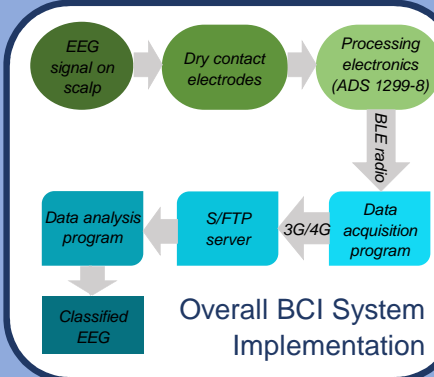 EEG
signal on
scalp
Dry contact
electrodes
Processing
electronics
(ADS 1299-8)
BLE radio
Data
acquisition
program
3G/4G
S/FTP
server
Data analysis
program
Classified
EEG
Overall BCI System
Implementation